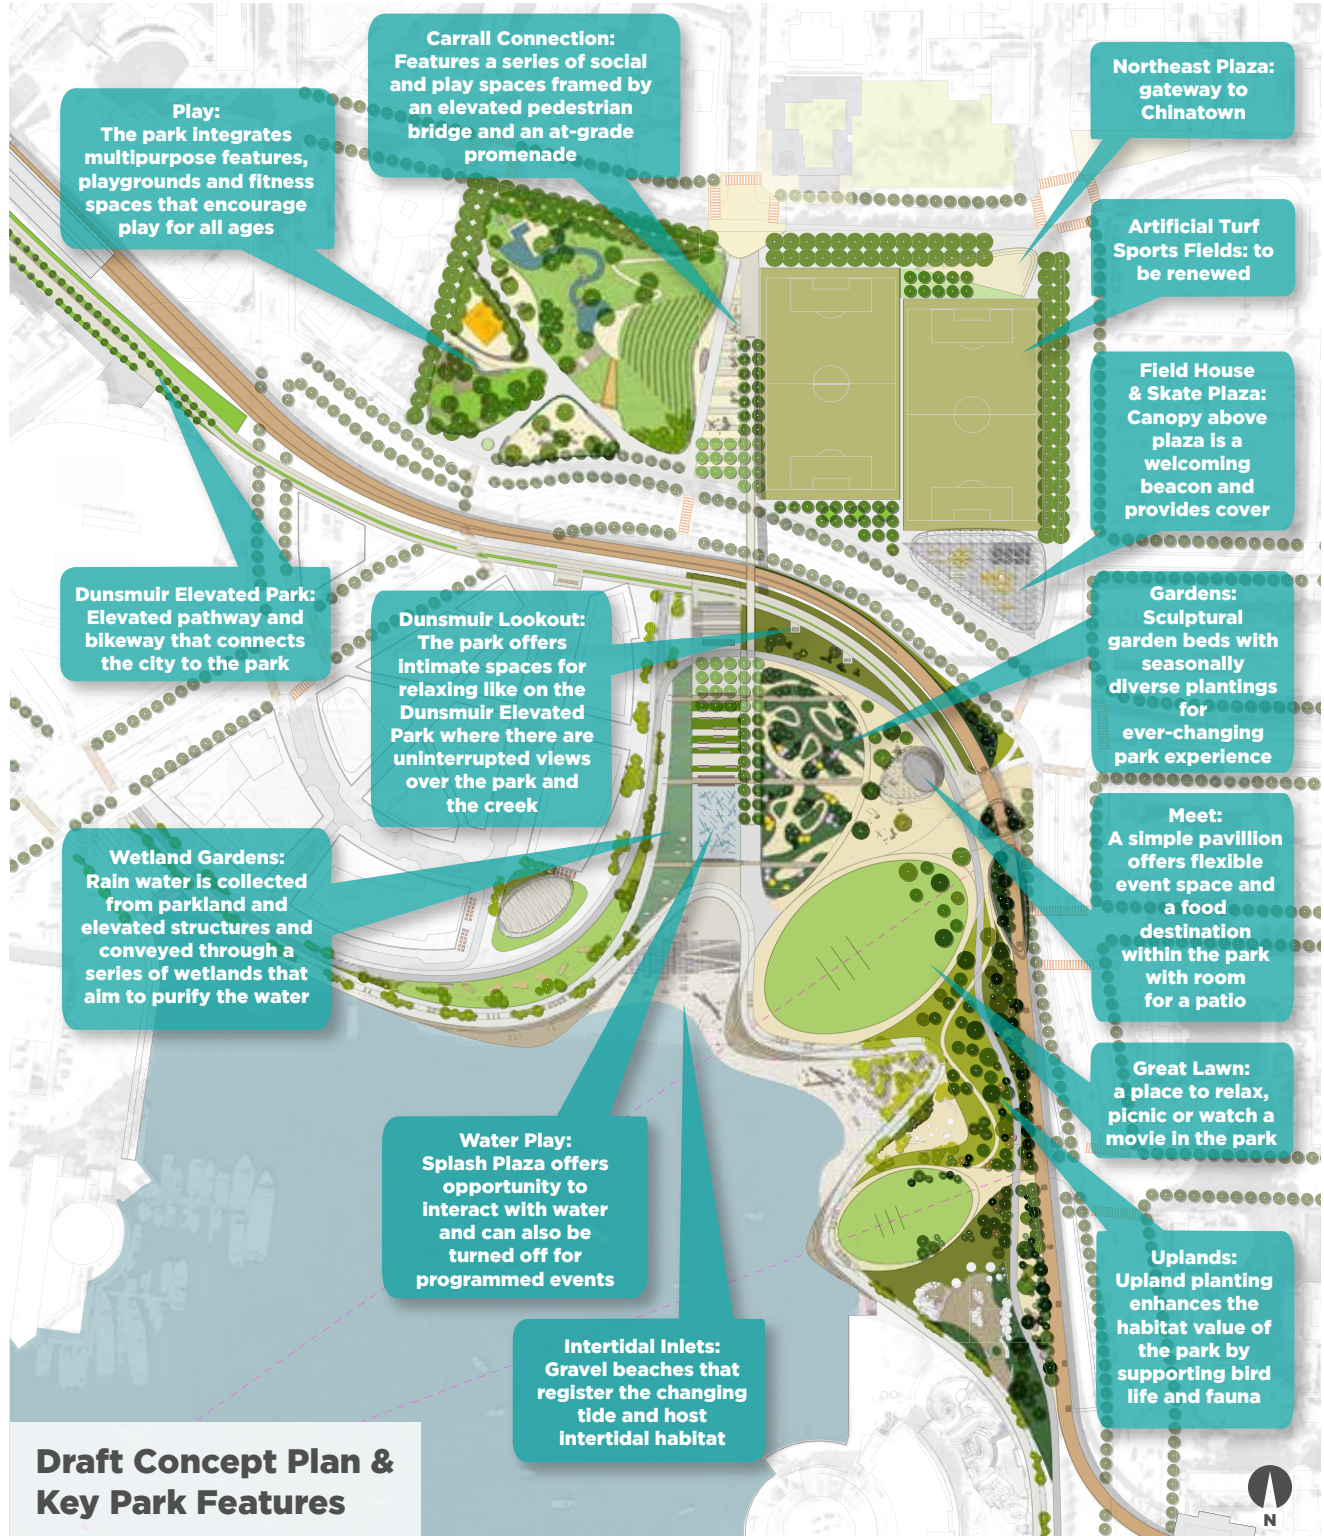 Carrall Connection:
Features a series of social
and play spaces framed by
an elevated pedestrian
bridge and an at-grade
promenade
Northeast Plaza:
gateway to
Chinatown
Play:
The park integrates
multipurpose features,
playgrounds and fitness
spaces that encourage
play for all ages
Artificial Turf
Sports Fields: to
be renewed
Field House
& Skate Plaza:
Canopy above
plaza is a
welcoming
beacon and
provides cover
Dunsmuir Elevated Park:
Elevated pathway and
bikeway that connects
the city to the park
Dunsmuir Lookout:
The park offers
intimate spaces for
relaxing like on the
Dunsmuir Elevated
Park where there are
uninterrupted views
over the park and
the creek
Gardens:
Sculptural
garden beds with
seasonally
diverse plantings
for
ever-changing
park experience
Wetland Gardens:
Rain water is collected
from parkland and
elevated structures and
conveyed through a
series of wetlands that
aim to purify the water
Meet:
A simple pavillion
offers flexible
event space and
a food
destination
within the park
with room
for a patio
Great Lawn:
a place to relax,
picnic or watch a
movie in the park
Water Play:
Splash Plaza offers
opportunity to
interact with water
and can also be
turned off for
programmed events
Uplands:
Upland planting
enhances the
habitat value of
the park by
supporting bird
life and fauna
Intertidal Inlets:
Gravel beaches that
register the changing
tide and host
intertidal habitat
Draft Concept Plan &
Key Park Features
N